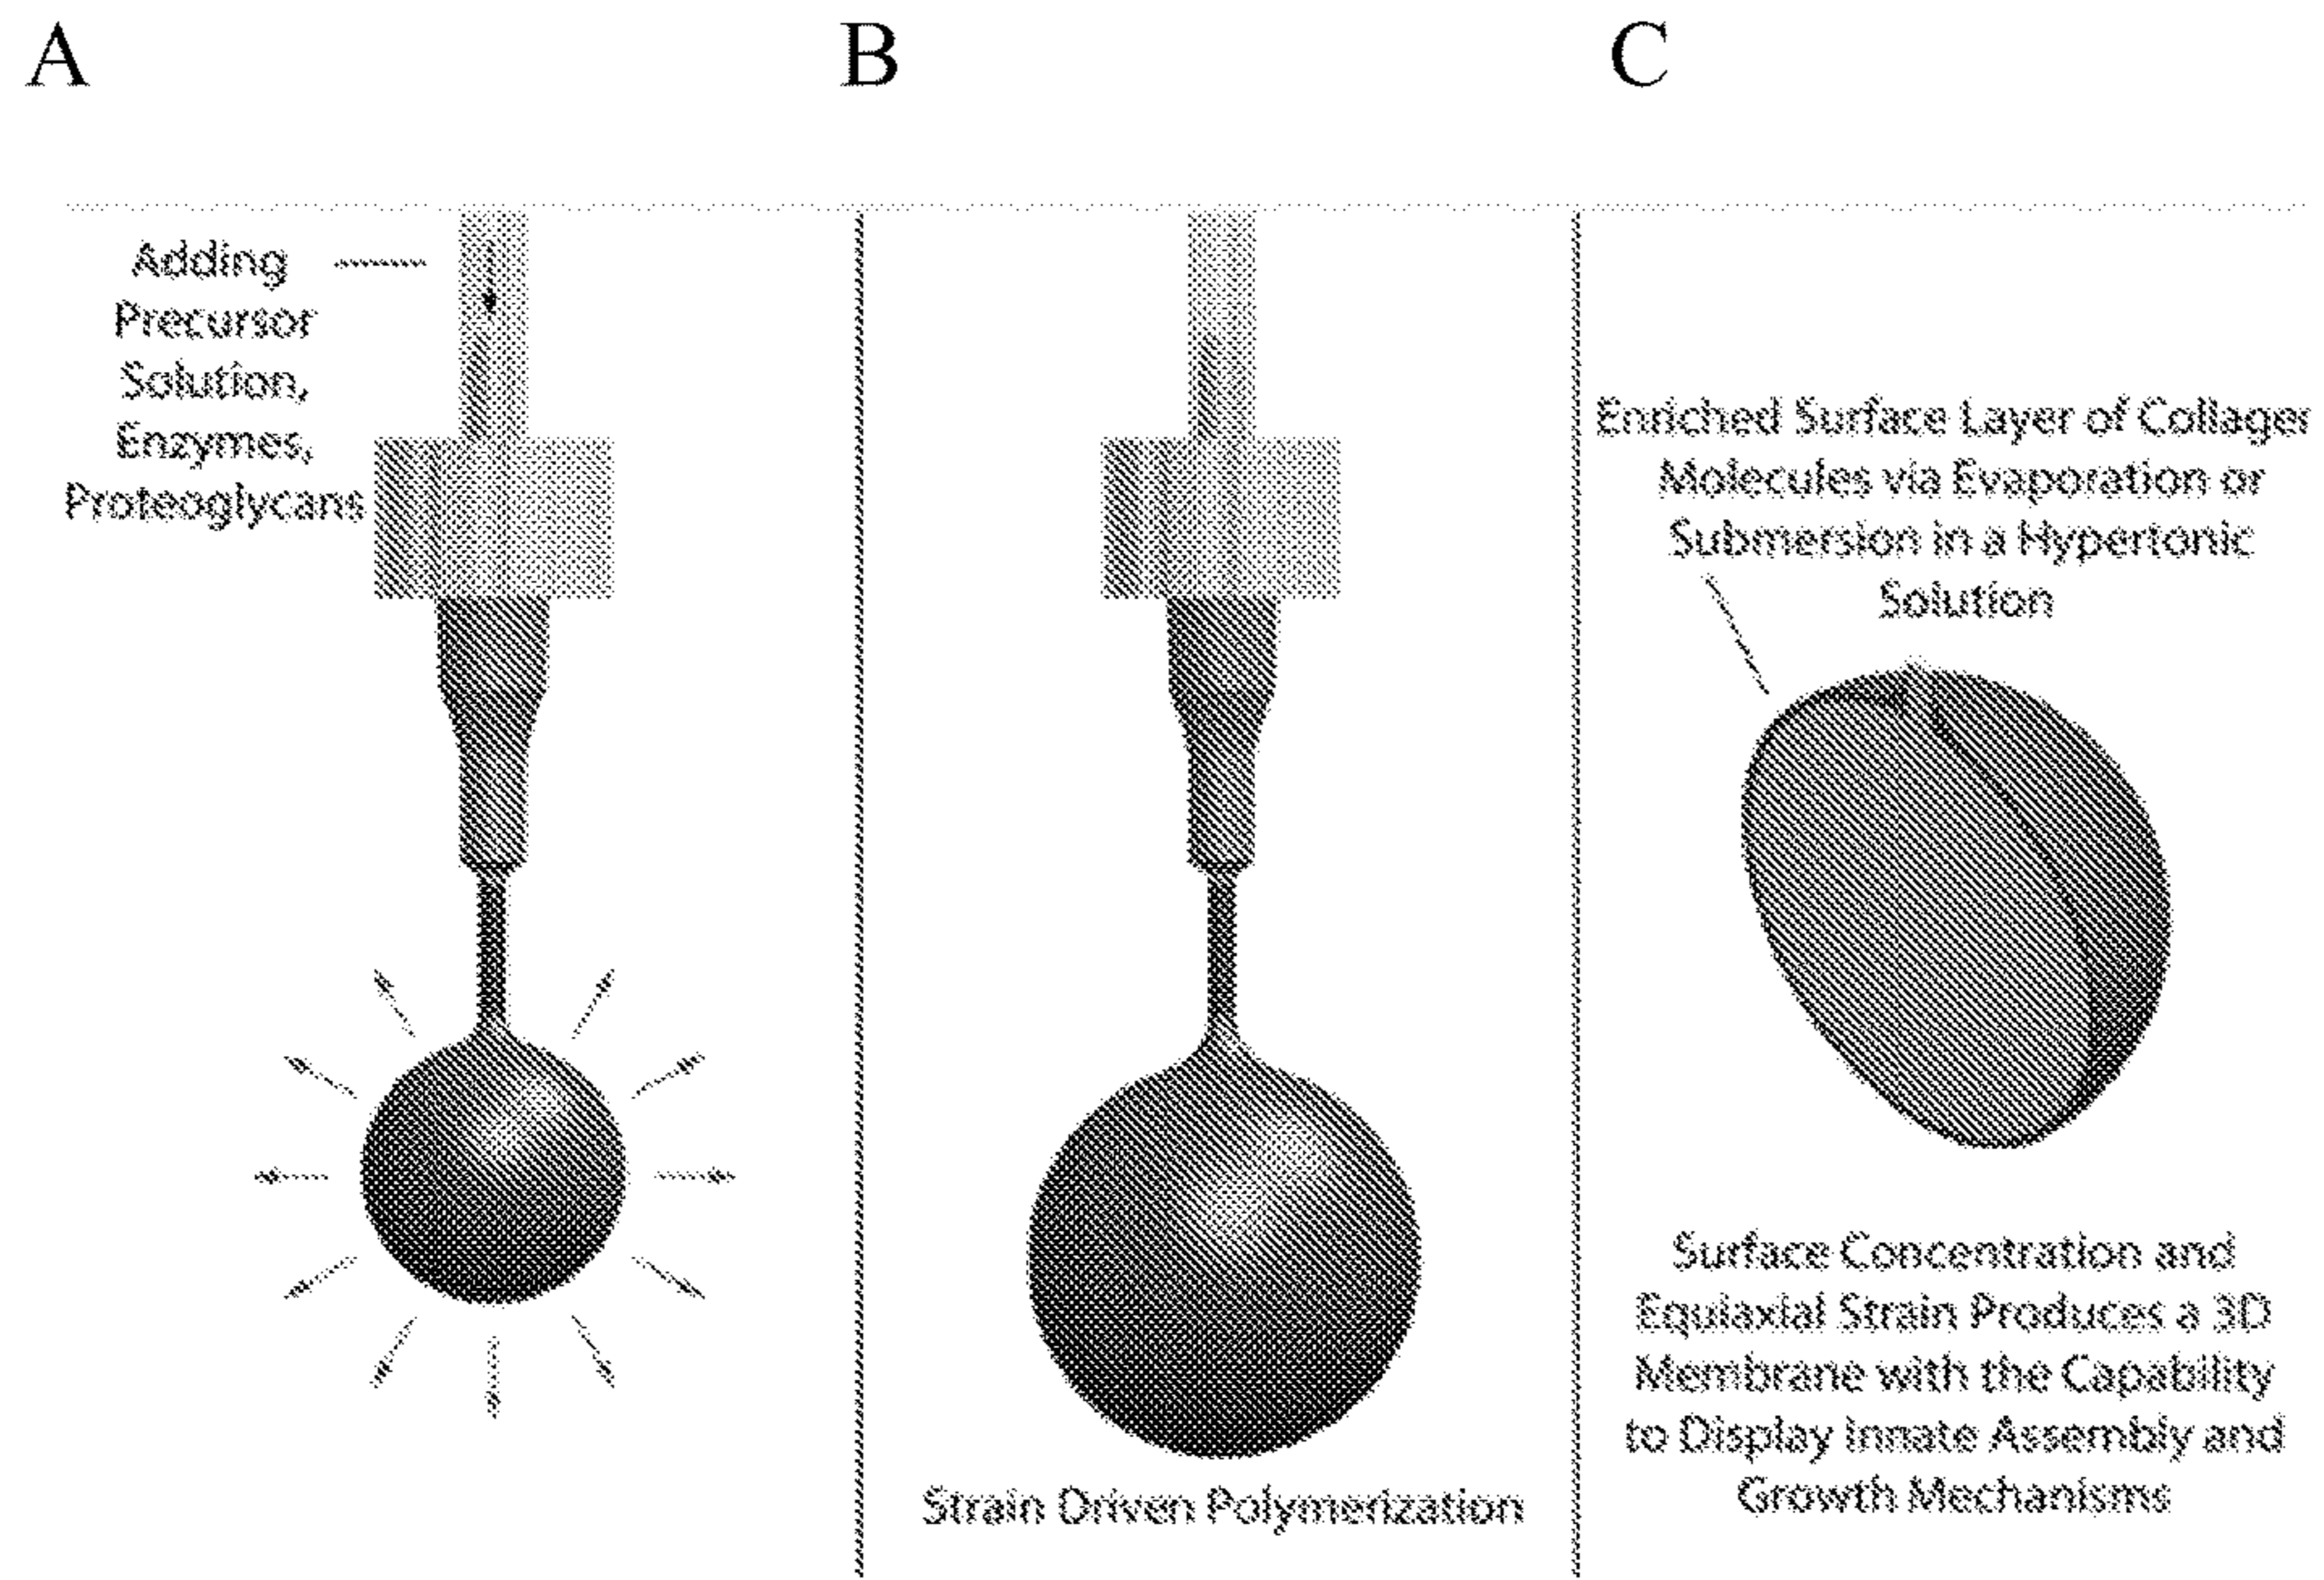 A
B
C
Adding
Precursor
Solution,
Enzymes,
Proteoglycans
Strain Driven Polymerization
Enriched Surface Layer of Collagen
Molecules via Evaporation or
Submersion in a Hypertonic
Solution
Surface Concentration and
Equiaxial Strain Produces a 3D
Membrane with the Capability
to Display Innate Assembly and
Growth Mechanisms